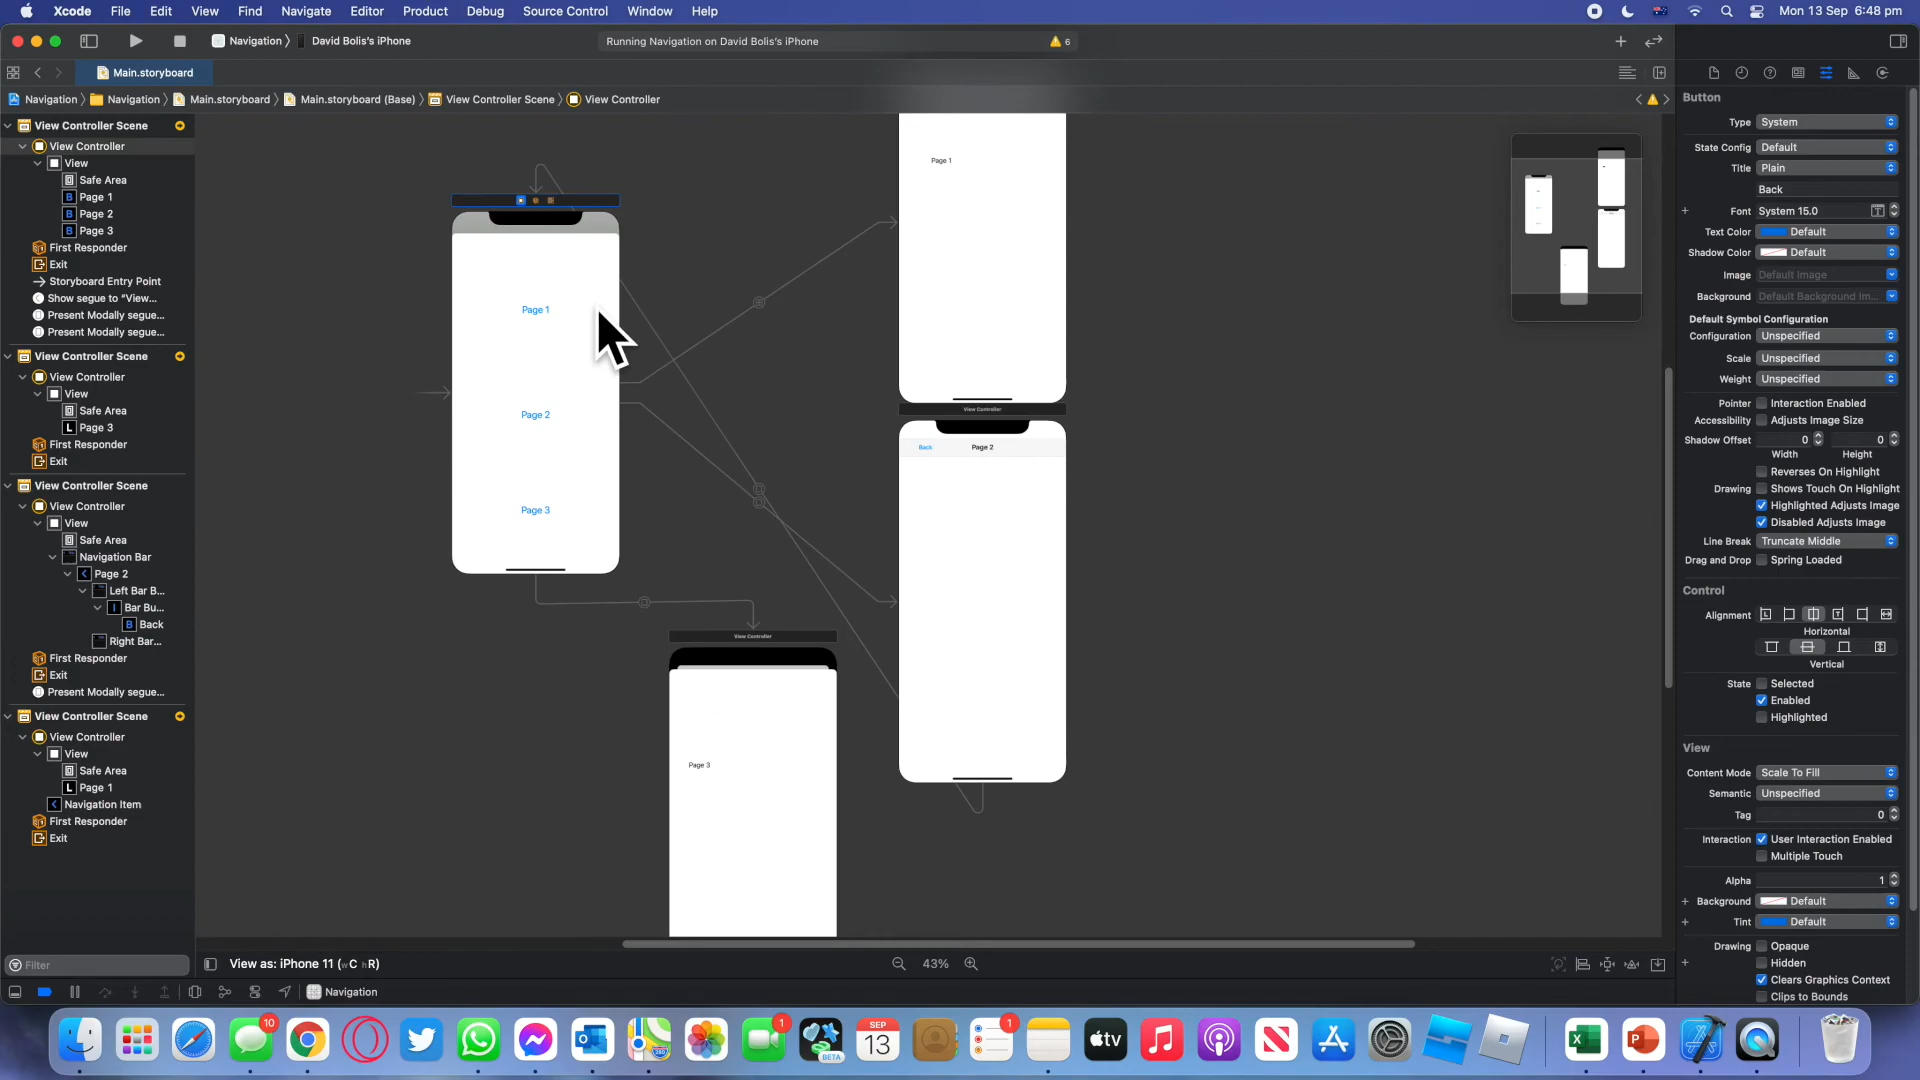 Xcode File Edit View Find Navigate Editor Product Debug Source Control Window Help
Mon 13 Sep 6:48 pm
Navigation
David Bolis's iPhone
Running Navigation on David Bolis's iPhone
6
Main.storyboard
Navigation
Navigation
Main.storyboard
Main.storyboard (Base)
View Controller Scene
View Controller
View Controller Scene
View Controller
View
Safe Area
Page 1
Page 2
Page 3
First Responder
Exit
Storyboard Entry Point
Show segue to "View...
Present Modally segue...
Present Modally segue...
View Controller Scene
View Controller
View
Safe Area
Page 3
First Responder
Exit
View Controller Scene
View Controller
View
Safe Area
Navigation Bar
Page 2
Left Bar B...
Bar Bu...
Back
Right Bar...
First Responder
Exit
Present Modally segue...
View Controller Scene
View Controller
View
Safe Area
Page 1
Navigation Item
First Responder
Exit
Filter
Page 1
Page 2
Page 3
Page 1
View Controller
Back
Page 2
View Controller
Page 3
View as: iPhone 11 (wC hR)
43%
Navigation
Button
Type System
State Config Default
Title Plain
Back
Font System 15.0
Text Color Default
Shadow Color Default
Image Default Image
Background Default Background Im...
Default Symbol Configuration
Configuration Unspecified
Scale Unspecified
Weight Unspecified
Pointer Interaction Enabled
Accessibility Adjusts Image Size
Shadow Offset 0 0
Width Height
Reverses On Highlight
Drawing Shows Touch On Highlight
Highlighted Adjusts Image
Disabled Adjusts Image
Line Break Truncate Middle
Drag and Drop Spring Loaded
Control
Alignment
Horizontal
Vertical
State Selected
Enabled
Highlighted
View
Content Mode Scale To Fill
Semantic Unspecified
Tag 0
Interaction User Interaction Enabled
Multiple Touch
Alpha 1
Background Default
Tint Default
Drawing Opaque
Hidden
Clears Graphics Context
Clips to Bounds
10
1
BETA
SEP
13
1
tv